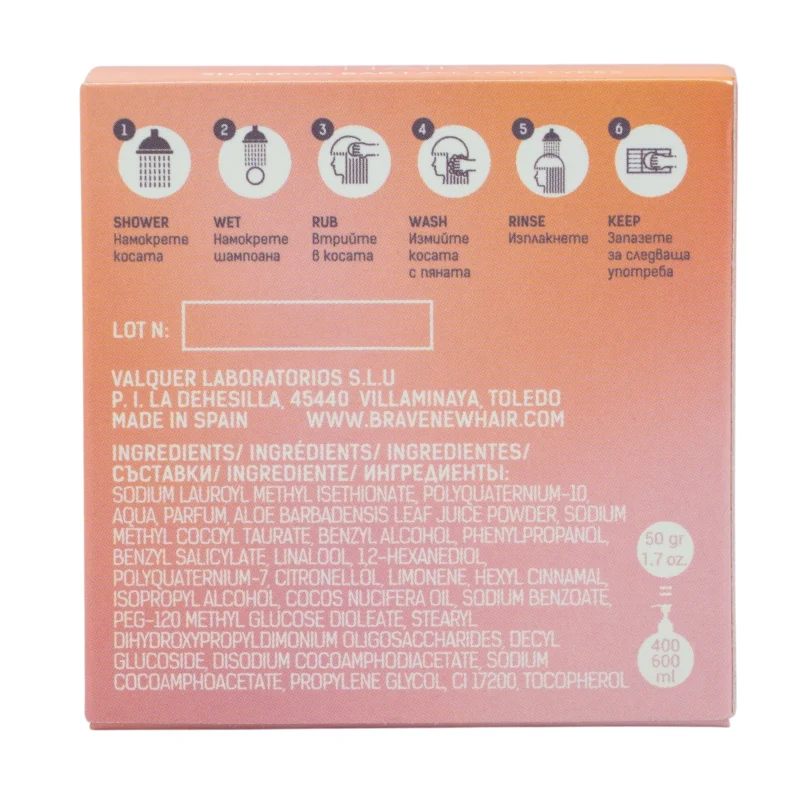 SHAMPOO BAR | ALL HAIR TYPES
1 2 3 4 5 6
SHOWER WET RUB WASH RINSE KEEP
Намокрете Намокрете Втрийте Измийте Изплакнете Запазете
косата шампоана в косата косата за следваща
с пяната употреба
LOT N:
VALQUER LABORATORIOS S.L.U
P. I. LA DEHESILLA, 45440 VILLAMINAYA, TOLEDO
MADE IN SPAIN WWW.BRAVENEWHAIR.COM
INGREDIENTS/ INGRÉDIENTS/ INGREDIENTES/
СЪСТАВКИ/ INGREDIENTE/ ИНГРЕДИЕНТЫ:
SODIUM LAUROYL METHYL ISETHIONATE, POLYQUATERNIUM-10,
AQUA, PARFUM, ALOE BARBADENSIS LEAF JUICE POWDER, SODIUM
METHYL COCOYL TAURATE, BENZYL ALCOHOL, PHENYLPROPANOL,
BENZYL SALICYLATE, LINALOOL, 1,2-HEXANEDIOL,
POLYQUATERNIUM-7, CITRONELLOL, LIMONENE, HEXYL CINNAMAL,
ISOPROPYL ALCOHOL, COCOS NUCIFERA OIL, SODIUM BENZOATE,
PEG-120 METHYL GLUCOSE DIOLEATE, STEARYL
DIHYDROXYPROPYLDIMONIUM OLIGOSACCHARIDES, DECYL
GLUCOSIDE, DISODIUM COCOAMPHODIACETATE, SODIUM
COCOAMPHOACETATE, PROPYLENE GLYCOL, CI 17200, TOCOPHEROL
50 gr
1.7 oz.
=
400
600
ml